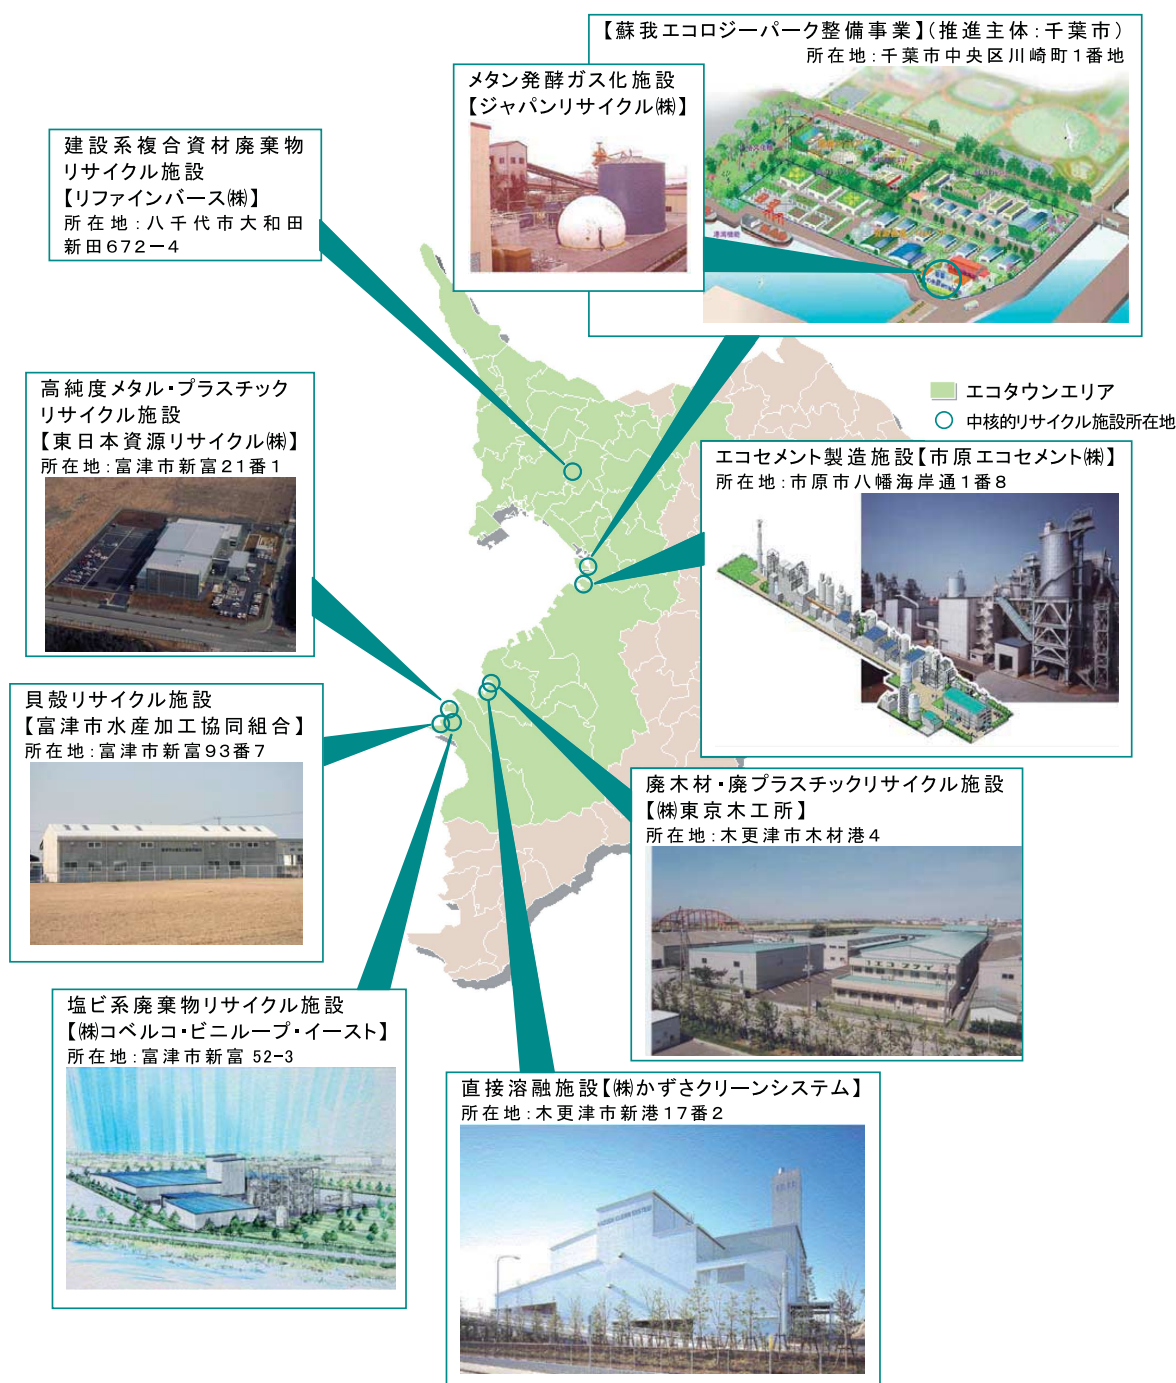 【蘇我エコロジーパーク整備事業】(推進主体:千葉市)
所在地:千葉市中央区川崎町1番地
メタン発酵ガス化施設
【ジャパンリサイクル㈱】
建設系複合資材廃棄物
リサイクル施設
【リファインバース㈱】
所在地:八千代市大和田
新田672-4
高純度メタル・プラスチック
リサイクル施設
【東日本資源リサイクル㈱】
所在地:富津市新富21番1
エコタウンエリア
中核的リサイクル施設所在地
エコセメント製造施設【市原エコセメント㈱】
所在地:市原市八幡海岸通1番8
貝殻リサイクル施設
【富津市水産加工協同組合】
所在地:富津市新富93番7
廃木材・廃プラスチックリサイクル施設
【㈱東京木工所】
所在地:木更津市木材港4
塩ビ系廃棄物リサイクル施設
【㈱コベルコ・ビニループ・イースト】
所在地:富津市新富 52-3
直接溶融施設【㈱かずさクリーンシステム】
所在地:木更津市新港17番2
KAZUSA CLEAN SYSTEM